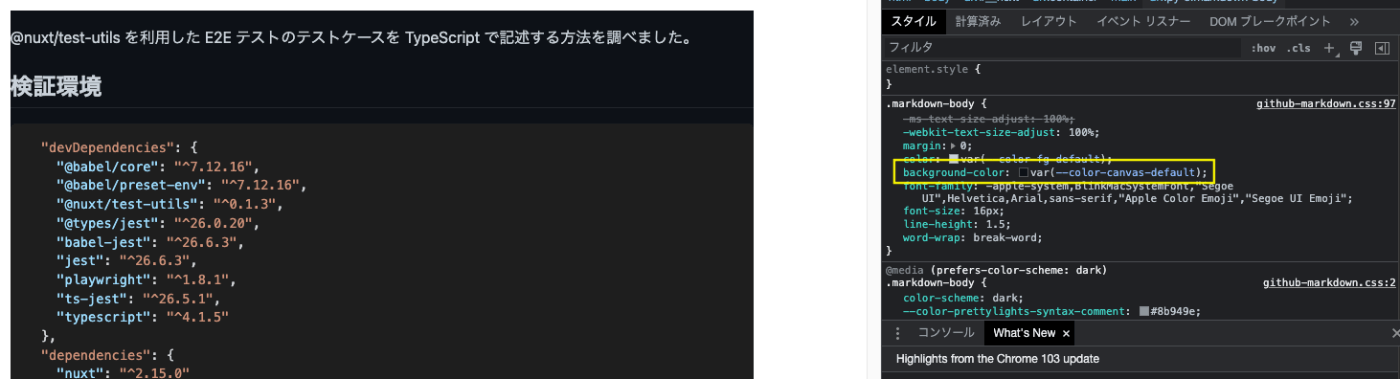 @nuxt/test-utils を利用した E2E テストのテストケースを TypeScript で記述する方法を調べました。
検証環境
"devDependencies": {
"@babel/core": "^7.12.16",
"@babel/preset-env": "^7.12.16",
"@nuxt/test-utils": "^0.1.3",
"@types/jest": "^26.0.20",
"babel-jest": "^26.6.3",
"jest": "^26.6.3",
"playwright": "^1.8.1",
"ts-jest": "^26.5.1",
"typescript": "^4.1.5"
},
"dependencies": {
"nuxt": "^2.15.0"
スタイル 計算済み レイアウト イベント リスナー DOM ブレークポイント »
フィルタ :hov .cls +
element.style {
}
.markdown-body { github-markdown.css:97
-ms-text-size-adjust: 100%;
-webkit-text-size-adjust: 100%;
margin: 0;
color: var(--color-fg-default);
background-color: var(--color-canvas-default);
font-family: -apple-system,BlinkMacSystemFont,"Segoe
UI",Helvetica,Arial,sans-serif,"Apple Color Emoji","Segoe UI Emoji";
font-size: 16px;
line-height: 1.5;
word-wrap: break-word;
}
@media (prefers-color-scheme: dark)
.markdown-body { github-markdown.css:2
color-scheme: dark;
--color-prettylights-syntax-comment: #8b949e;
コンソール What's New ×
Highlights from the Chrome 103 update